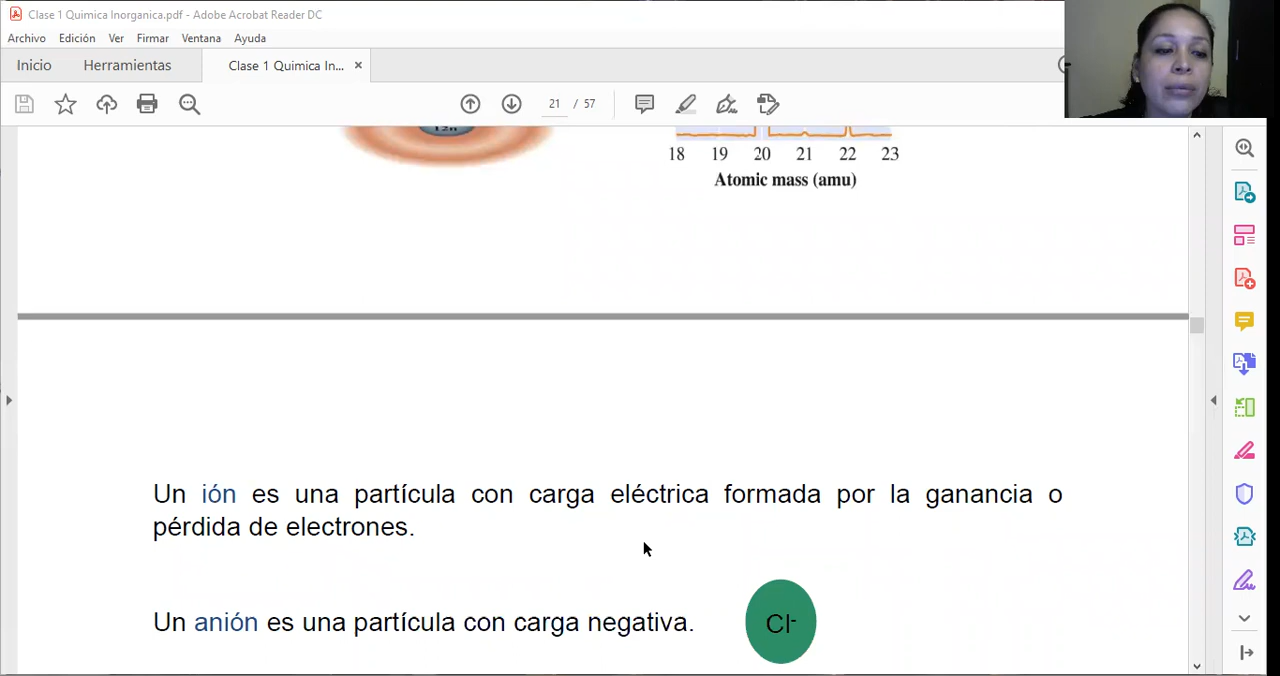 Clase 1 Quimica Inorganica.pdf - Adobe Acrobat Reader DC
Archivo Edición Ver Firmar Ventana Ayuda
Inicio Herramientas Clase 1 Quimica In... ×
21 / 57
18 19 20 21 22 23
Atomic mass (amu)
Un ión es una partícula con carga eléctrica formada por la ganancia o
pérdida de electrones.
Un anión es una partícula con carga negativa. Cl-